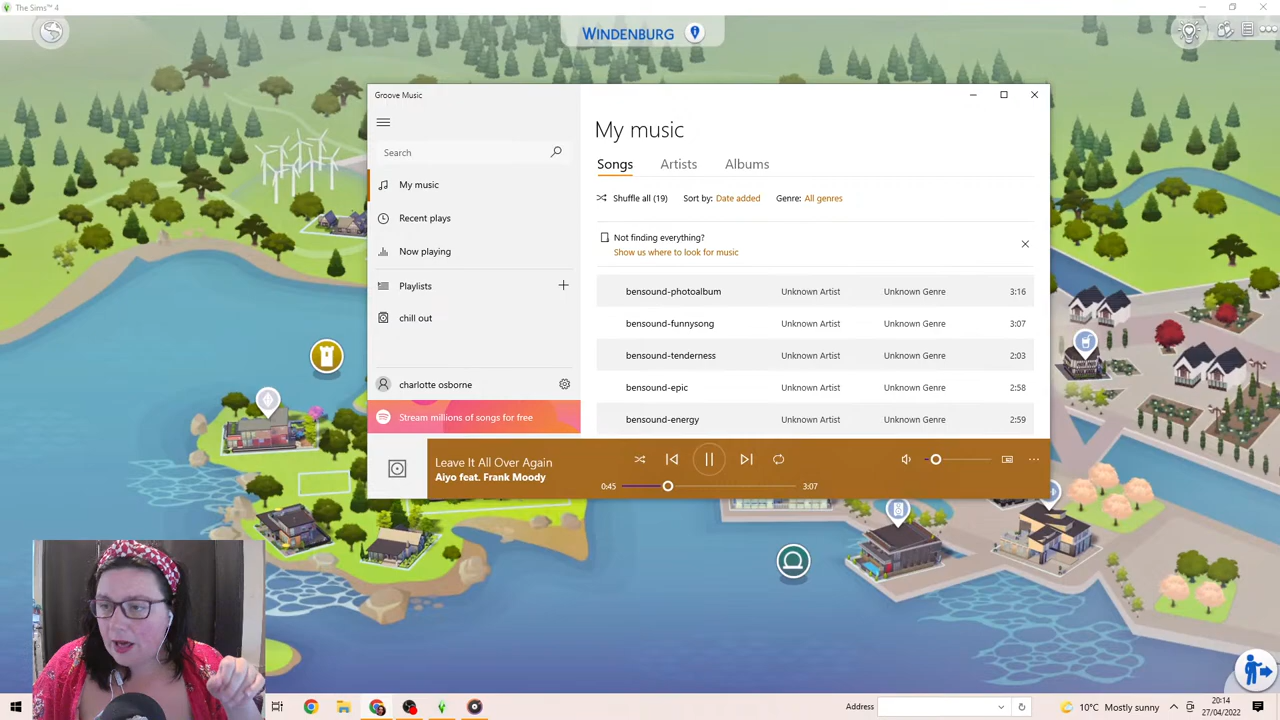 The Sims™ 4
WINDENBURG
Groove Music
Search
My music
Recent plays
Now playing
Playlists
chill out
charlotte osborne
Stream millions of songs for free
My music
Songs Artists Albums
Shuffle all (19) Sort by: Date added Genre: All genres
Not finding everything?
Show us where to look for music
bensound-photoalbum Unknown Artist Unknown Genre 3:16
bensound-funnysong Unknown Artist Unknown Genre 3:07
bensound-tenderness Unknown Artist Unknown Genre 2:03
bensound-epic Unknown Artist Unknown Genre 2:58
bensound-energy Unknown Artist Unknown Genre 2:59
Leave It All Over Again
Aiyo feat. Frank Moody
0:45 3:07
Address
10°C Mostly sunny
20:14
27/04/2022